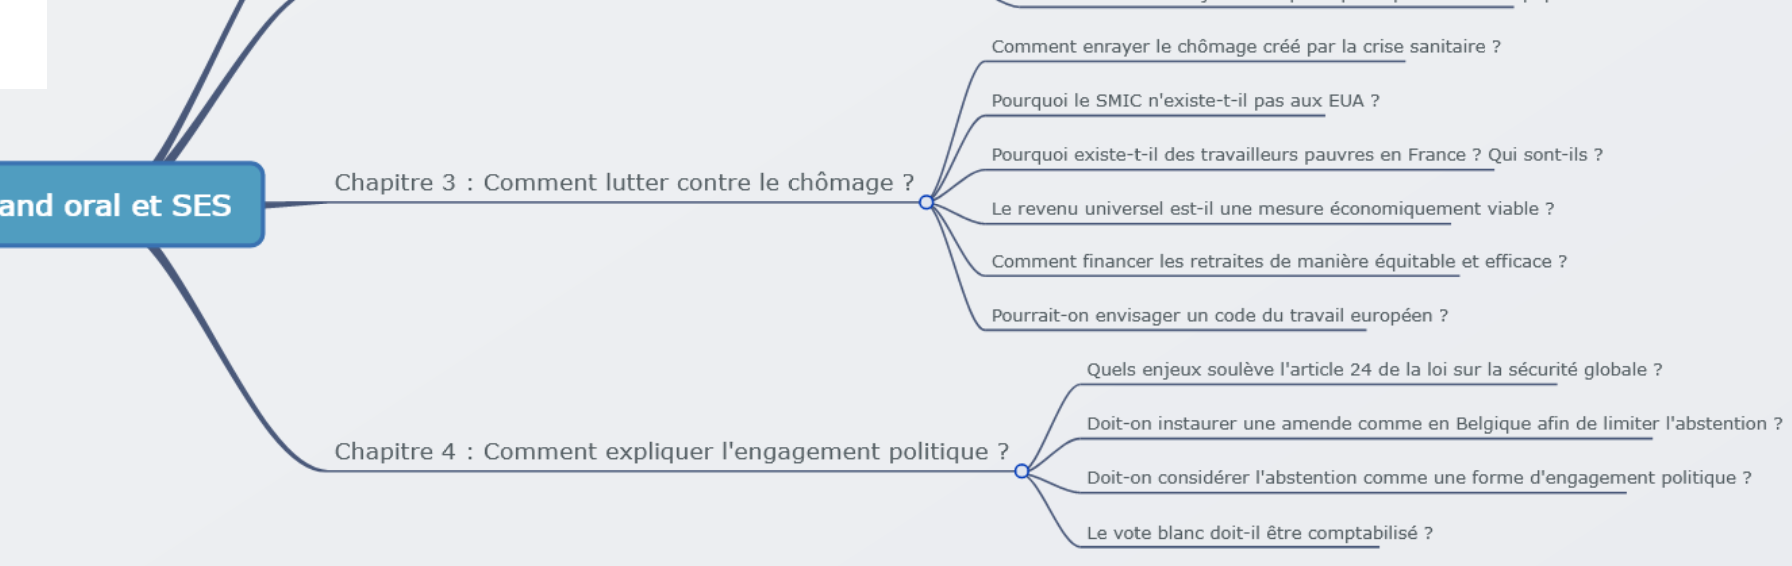 Comment enrayer le chômage créé par la crise sanitaire ?
Pourquoi le SMIC n'existe-t-il pas aux EUA ?
Pourquoi existe-t-il des travailleurs pauvres en France ? Qui sont-ils ?
Chapitre 3 : Comment lutter contre le chômage ?
and oral et SES
Le revenu universel est-il une mesure économiquement viable ?
Comment financer les retraites de manière équitable et efficace ?
Pourrait-on envisager un code du travail européen ?
Quels enjeux soulève l'article 24 de la loi sur la sécurité globale ?
Doit-on instaurer une amende comme en Belgique afin de limiter l'abstention ?
Chapitre 4 : Comment expliquer l'engagement politique ?
Doit-on considérer l'abstention comme une forme d'engagement politique ?
Le vote blanc doit-il être comptabilisé ?